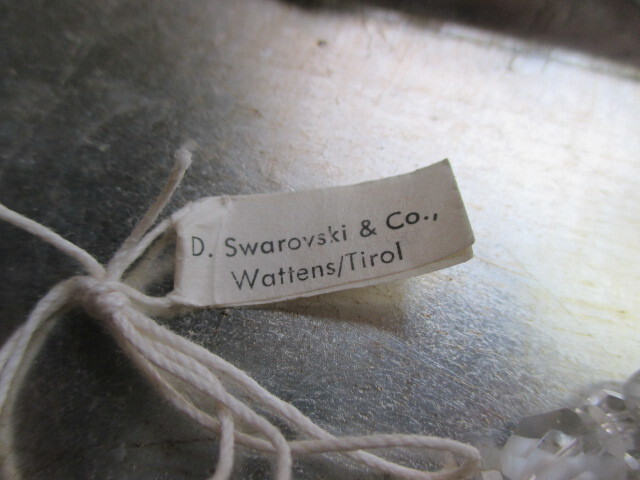 D. Swarovski & Co.,
Wattens/Tirol